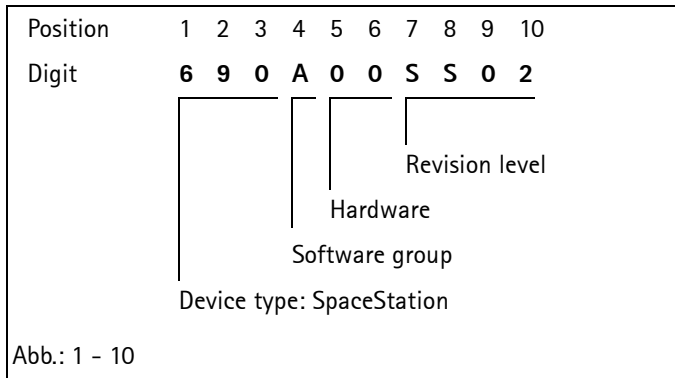 Position 1 2 3 4 5 6 7 8 9 10
Digit 6 9 0 A 0 0 S S 0 2
Revision level
Hardware
Software group
Device type: SpaceStation
Abb.: 1 - 10